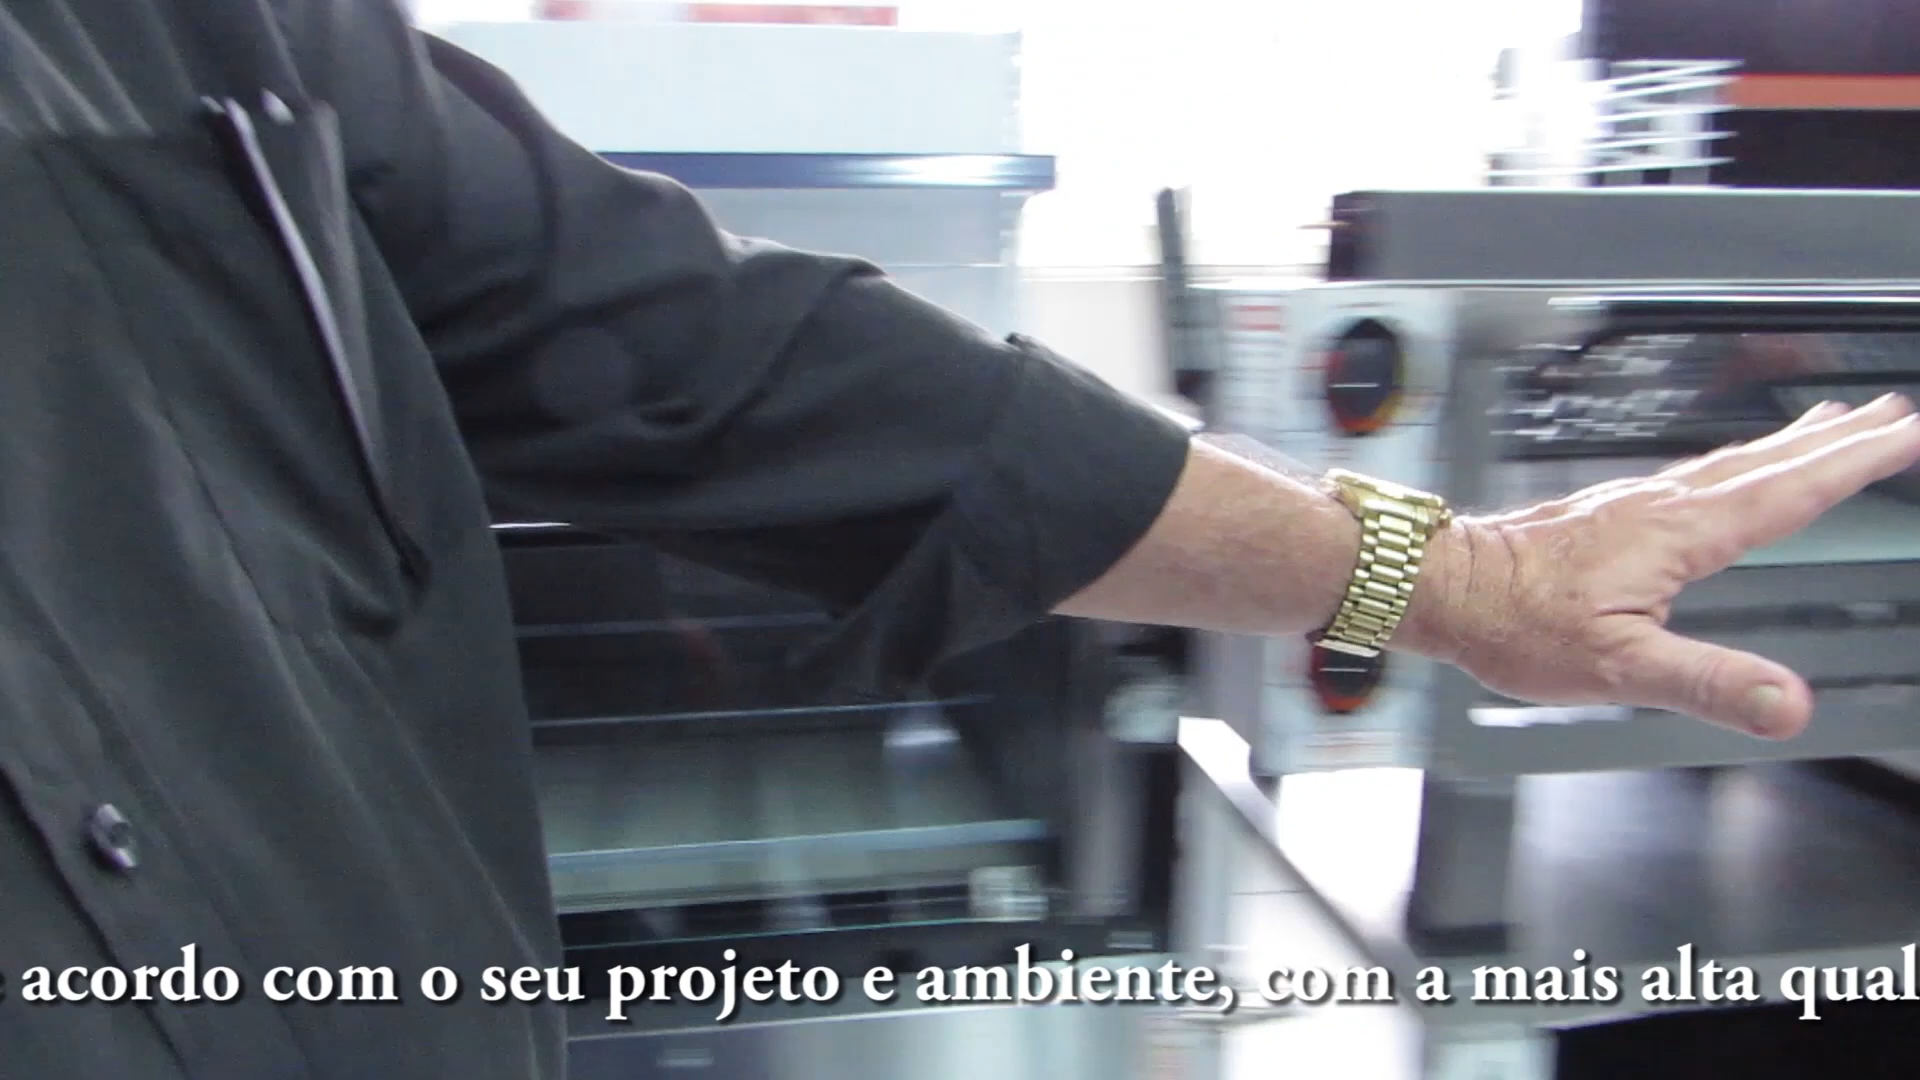 acordo com o seu projeto e ambiente, com a mais alta qual